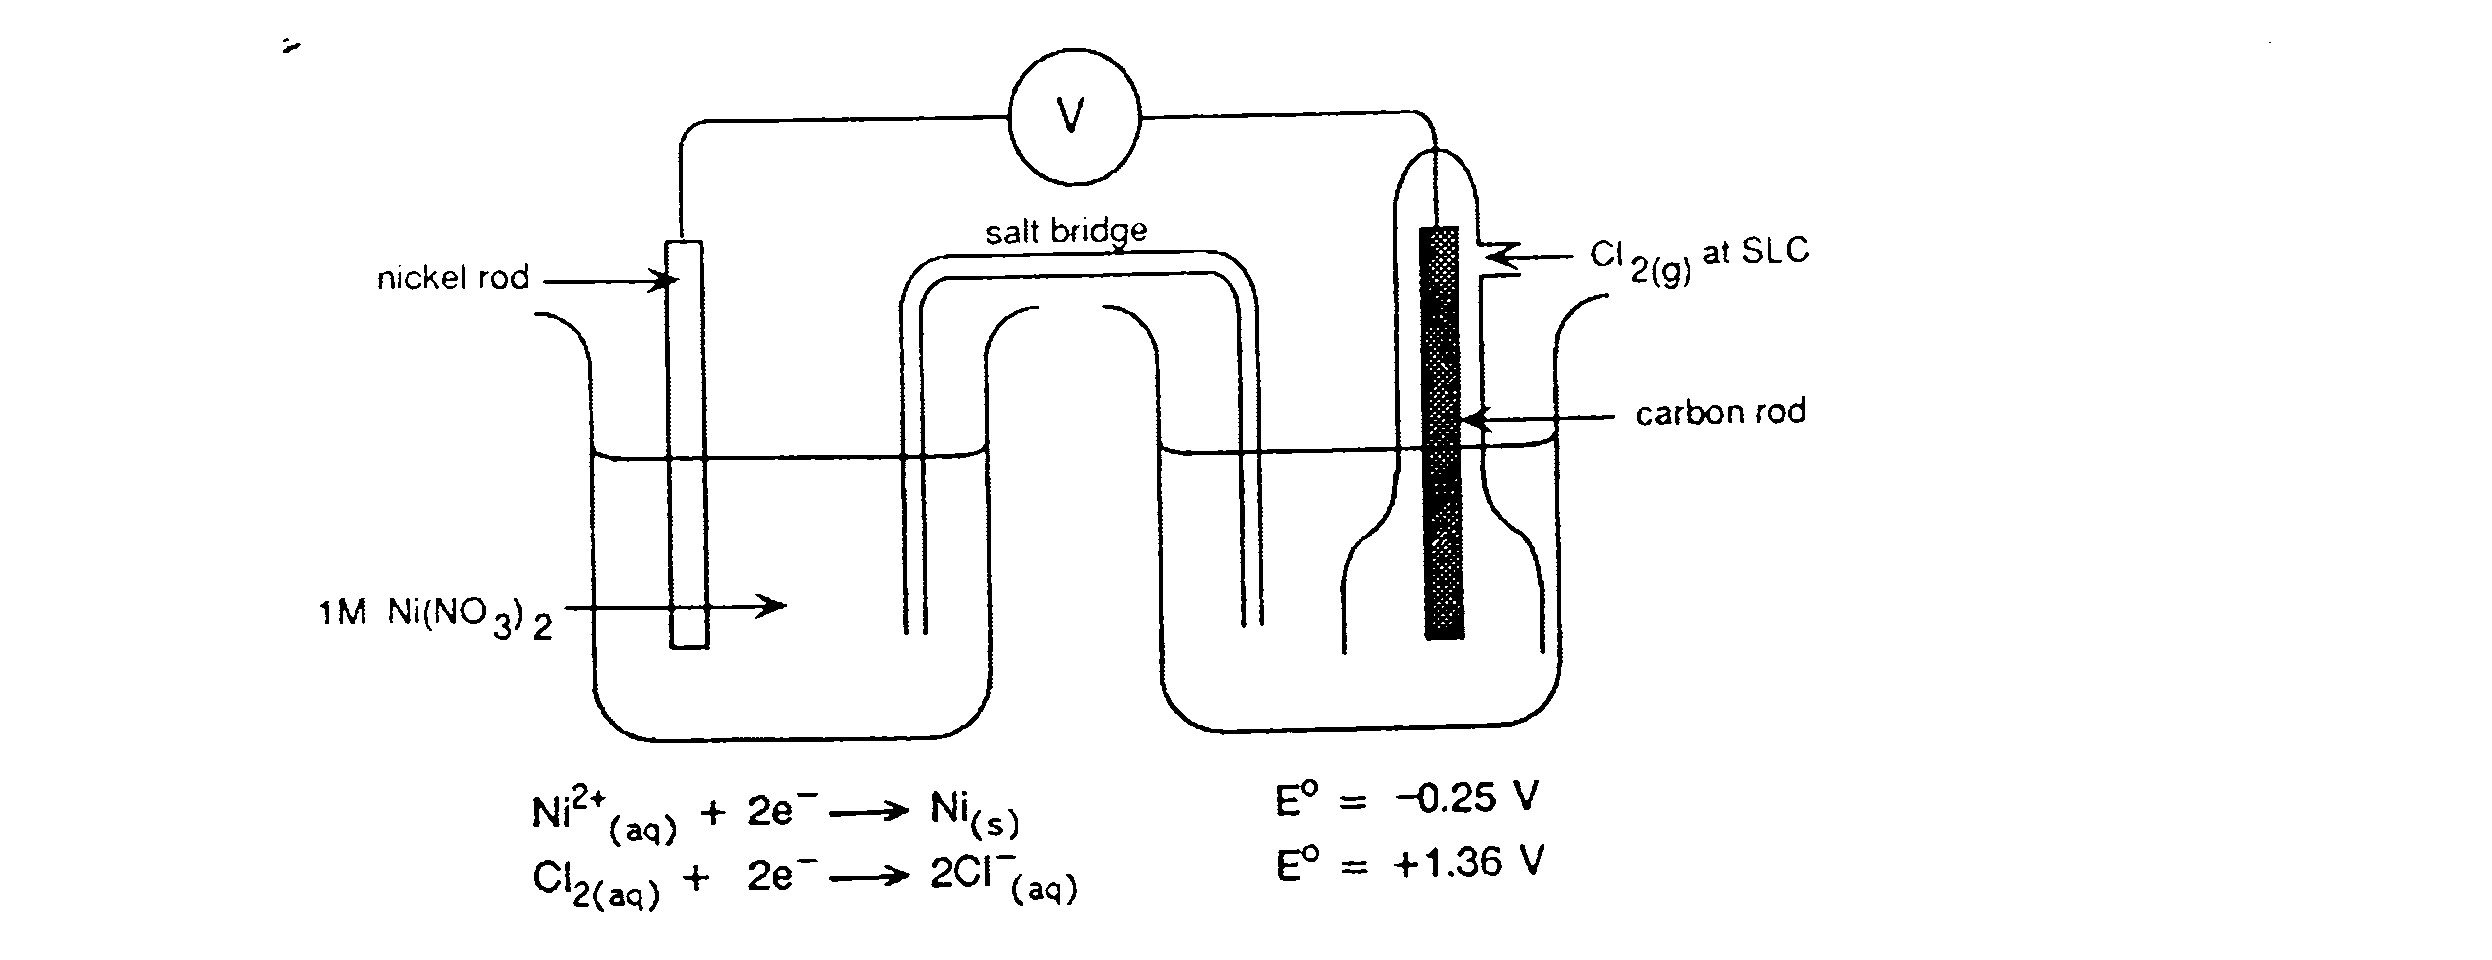 V
salt bridge
nickel rod
Cl2(g) at SLC
carbon rod
1M Ni(NO3)2
Ni2+(aq) + 2e− → Ni(s) E° = −0.25 V
Cl2(aq) + 2e− → 2Cl−(aq) E° = +1.36 V